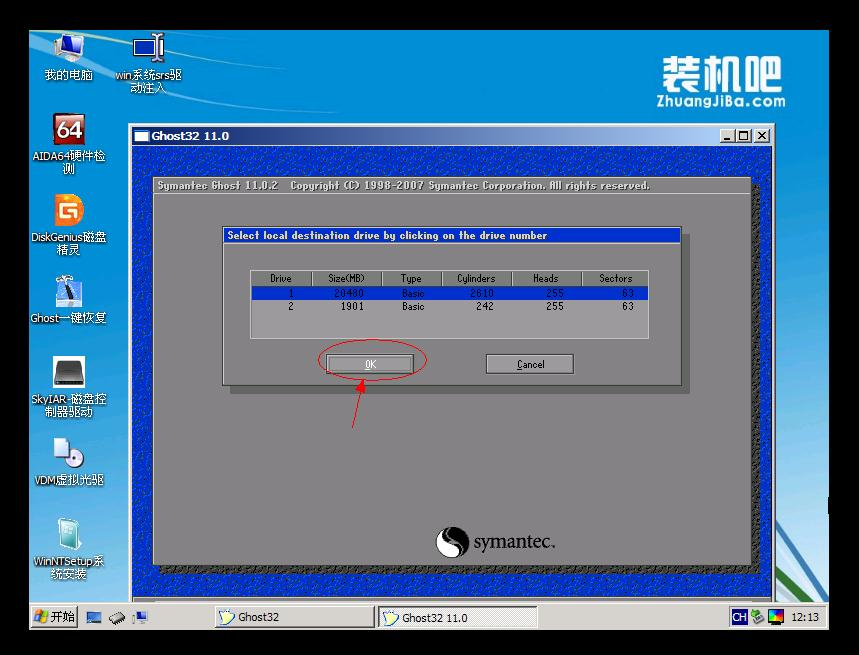 我的电脑
win系统srs驱
动注入
装机吧
ZhuangJiBa.com
64
AIDA64硬件检
测
DiskGenius磁盘
精灵
Ghost一键恢复
SkyIAR-磁盘控
制器驱动
VDM虚拟光驱
WinNTSetup系
统安装
Ghost32 11.0
Symantec Ghost 11.0.2 Copyright (C) 1998-2007 Symantec Corporation. All rights reserved.
Select local destination drive by clicking on the drive number
Drive Size(MB) Type Cylinders Heads Sectors
1 20480 Basic 2610 255 63
2 1901 Basic 242 255 63
OK Cancel
symantec.
开始 Ghost32 Ghost32 11.0 CH 12:13